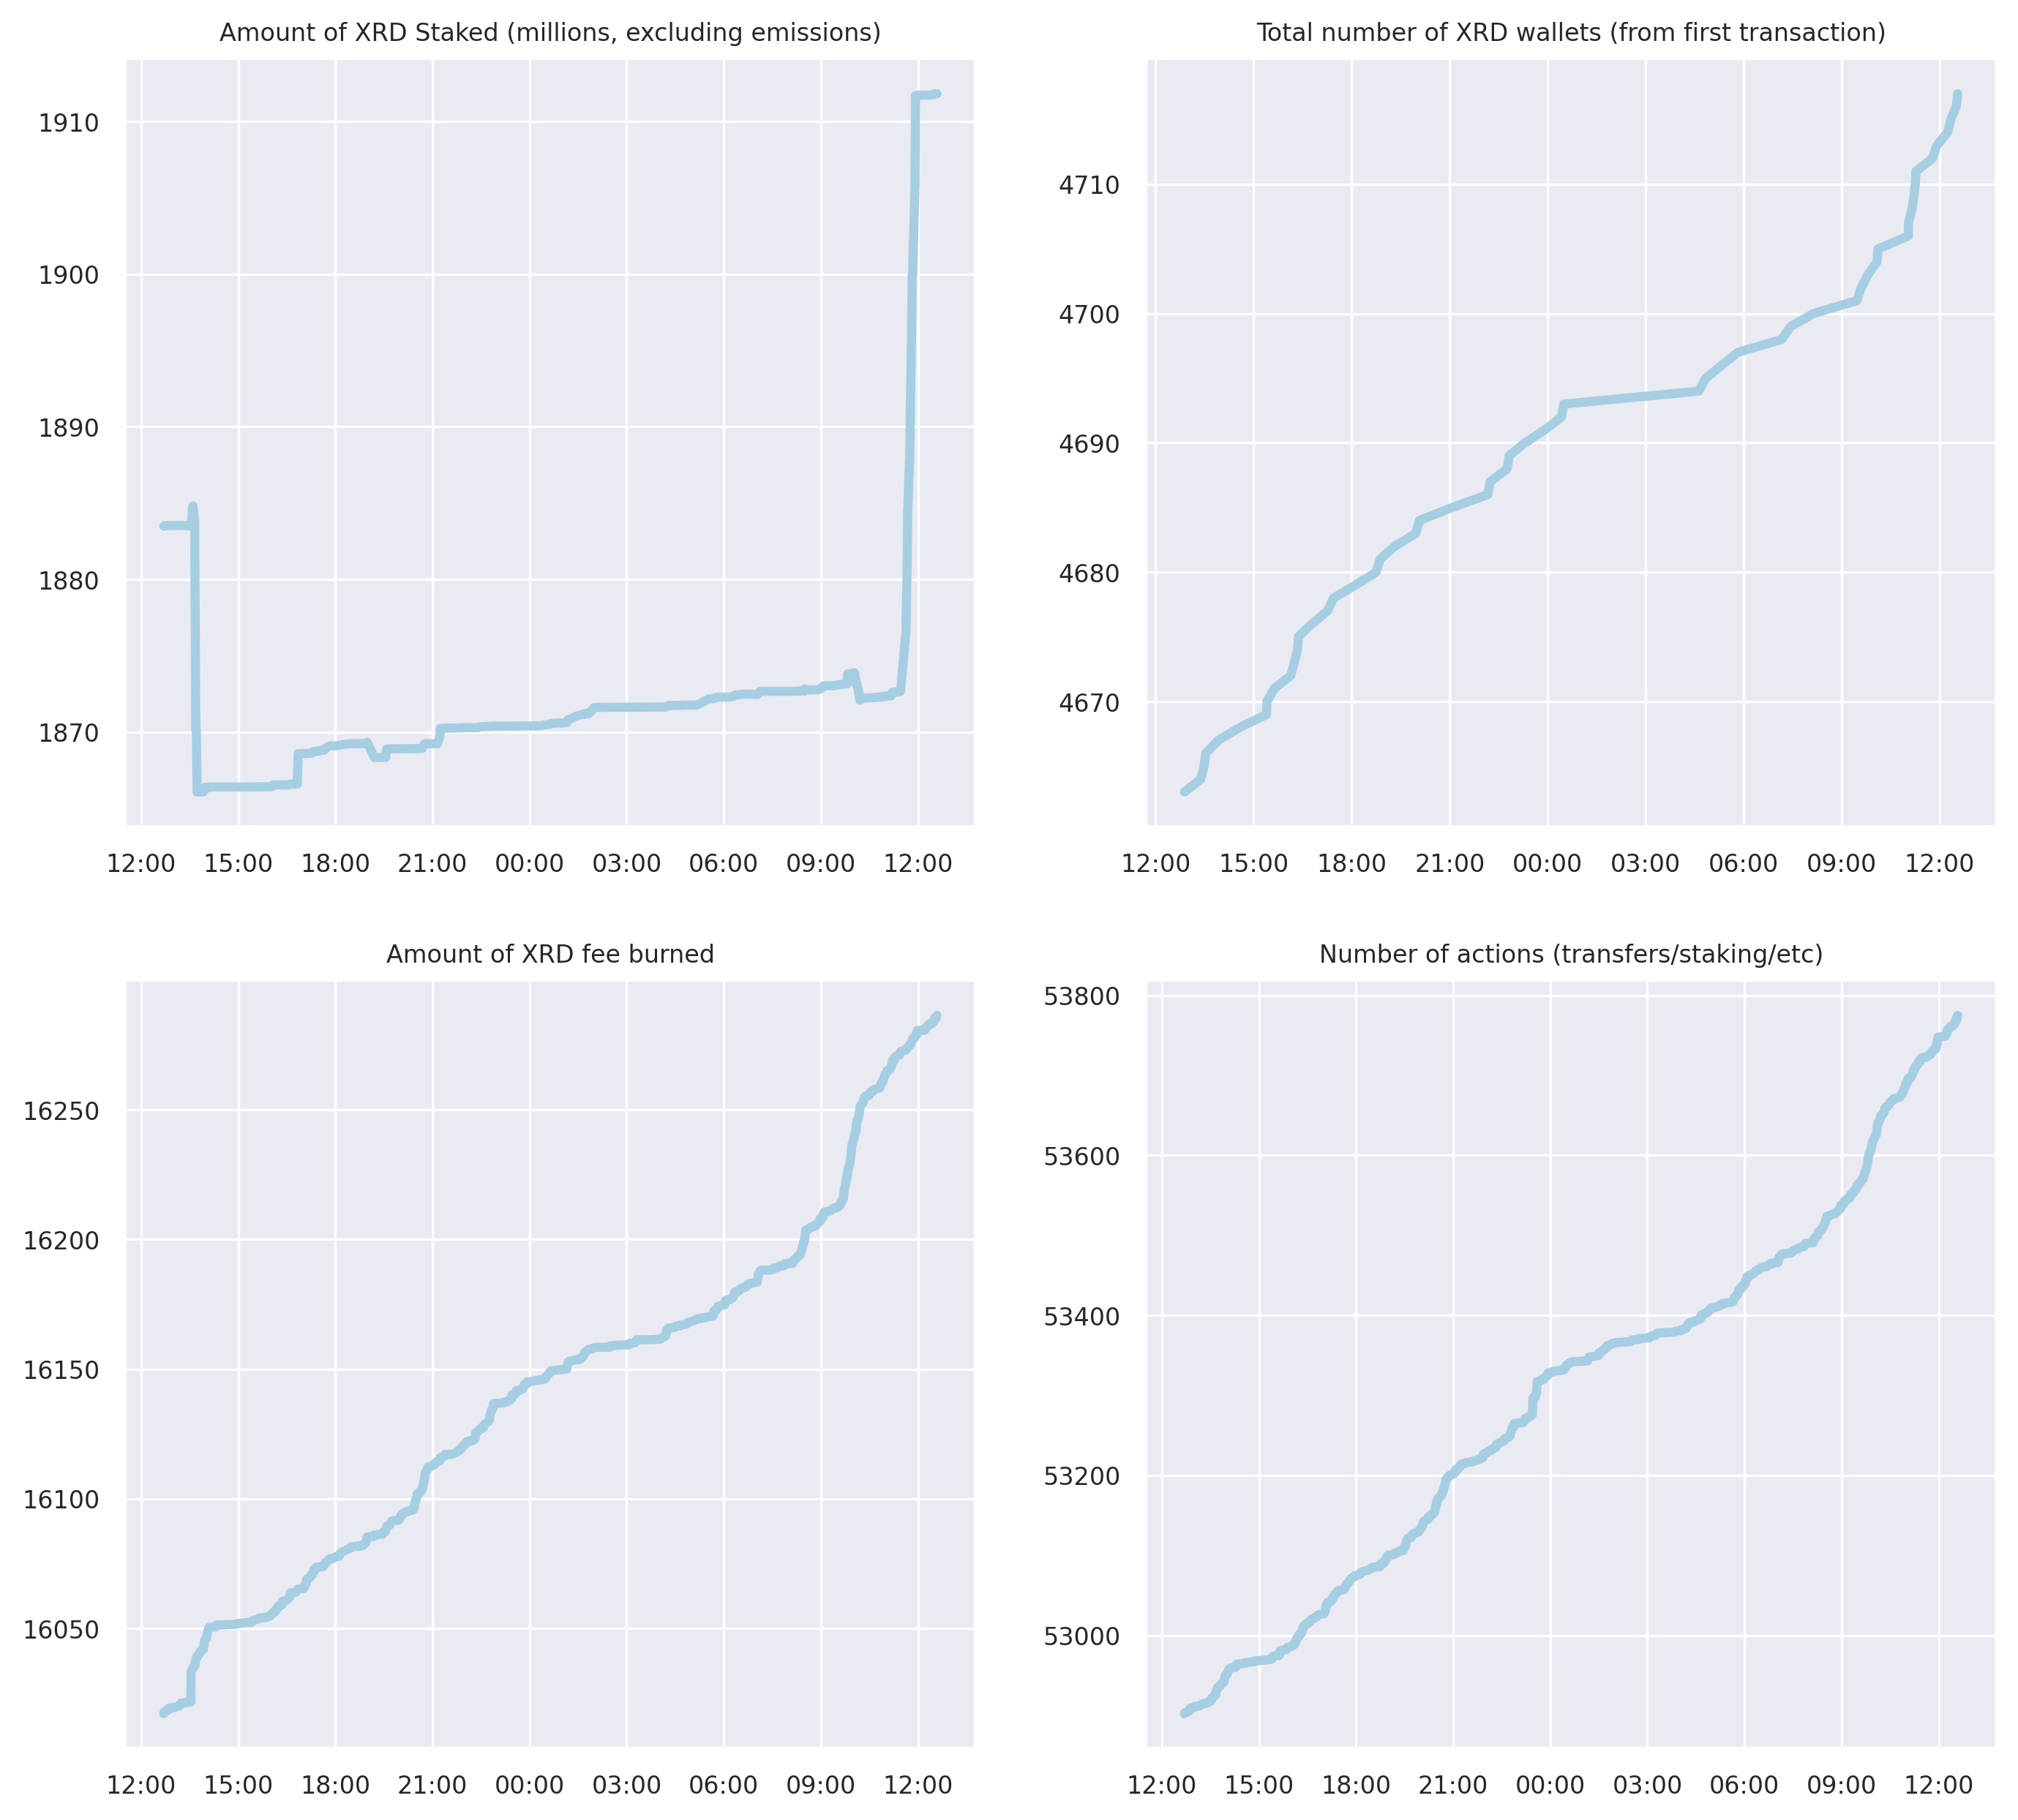 Amount of XRD Staked (millions, excluding emissions)
1910
1900
1890
1880
1870
12:00 15:00 18:00 21:00 00:00 03:00 06:00 09:00 12:00
Total number of XRD wallets (from first transaction)
4710
4700
4690
4680
4670
12:00 15:00 18:00 21:00 00:00 03:00 06:00 09:00 12:00
Amount of XRD fee burned
16250
16200
16150
16100
16050
12:00 15:00 18:00 21:00 00:00 03:00 06:00 09:00 12:00
Number of actions (transfers/staking/etc)
53800
53600
53400
53200
53000
12:00 15:00 18:00 21:00 00:00 03:00 06:00 09:00 12:00